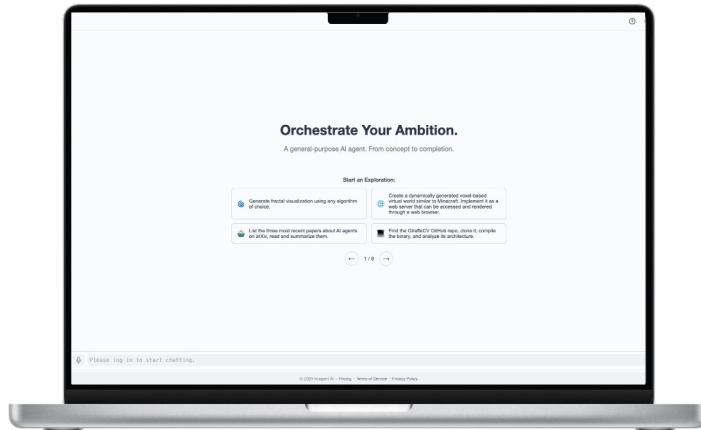 Orchestrate Your Ambition.
A general-purpose AI agent. From concept to completion.
Start an Exploration:
Generate fractal visualization using any algorithm
of choice.
Create a dynamically generated voxel-based
virtual world similar to Minecraft. Implement it as a
web server that can be accessed and rendered
through a web browser.
List the three most recent papers about AI agents
on arXiv, read and summarize them.
Find the GiraffeCV GitHub repo, clone it, compile
the binary, and analyze its architecture.
← 1 / 9 →
Please log in to start chatting.
AI · Pricing · Terms of Service · Privacy Policy